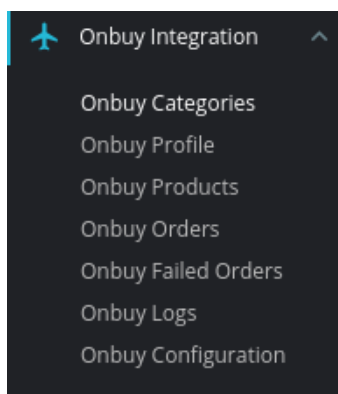 Onbuy Integration
Onbuy Categories
Onbuy Profile
Onbuy Products
Onbuy Orders
Onbuy Failed Orders
Onbuy Logs
Onbuy Configuration